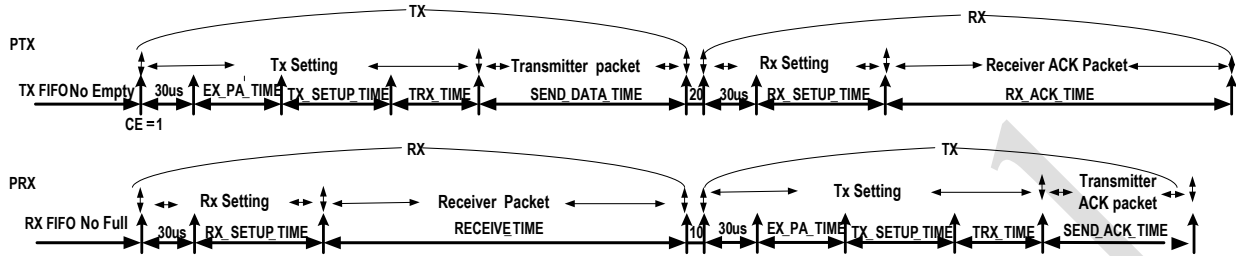 TX RX
PTX
Tx Setting Transmitter packet Rx Setting Receiver ACK Packet
TX FIFO No Empty 30us EX_PA_TIME TX_SETUP_TIME TRX_TIME SEND_DATA_TIME 20 30us RX_SETUP_TIME RX_ACK_TIME
CE =1
RX TX
PRX
Rx Setting Receiver Packet Tx Setting Transmitter
ACK packet
RX FIFO No Full 30us RX_SETUP_TIME RECEIVE_TIME 10 30us EX_PA_TIME TX_SETUP_TIME TRX_TIME SEND_ACK_TIME